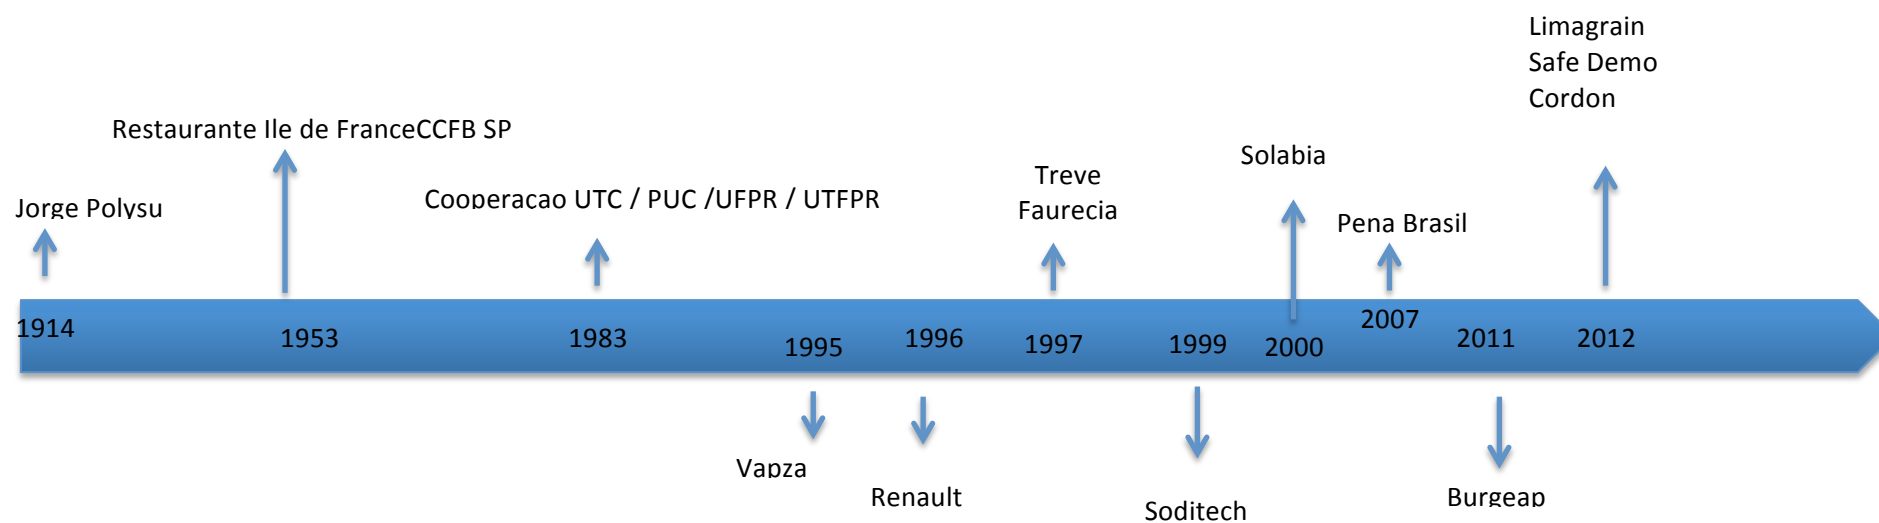 Limagrain
Safe Demo
Cordon
Restaurante Ile de FranceCCFB SP
Solabia
Treve
Faurecia
Jorge Polysu
Cooperacao UTC / PUC /UFPR / UTFPR
Pena Brasil
1914
1953
1983
1995
1996
1997
1999
2000
2007
2011
2012
Vapza
Renault
Soditech
Burgeap